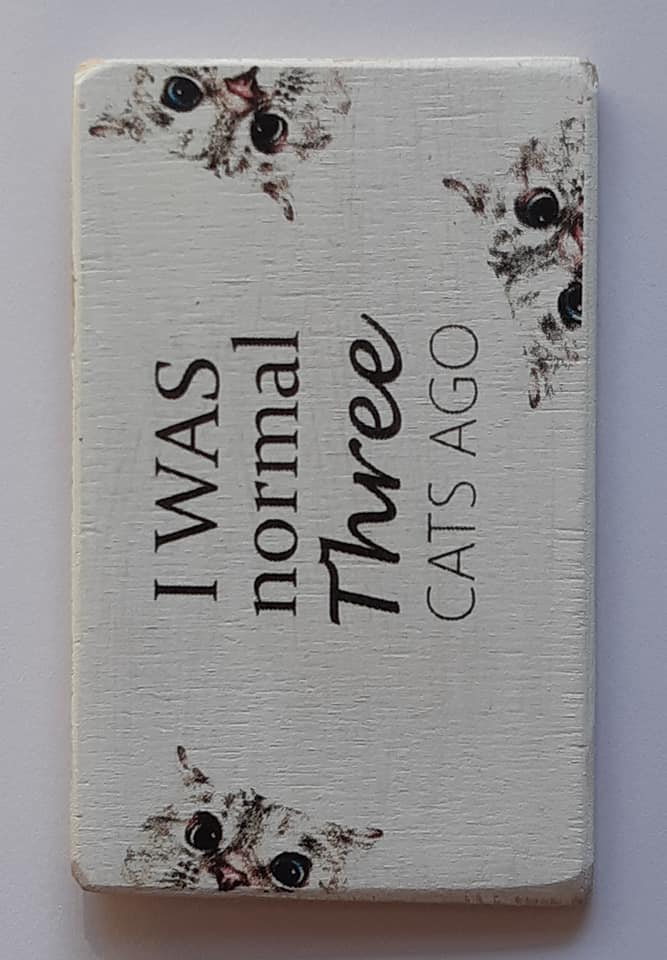 I WAS
normal
Three
CATS AGO